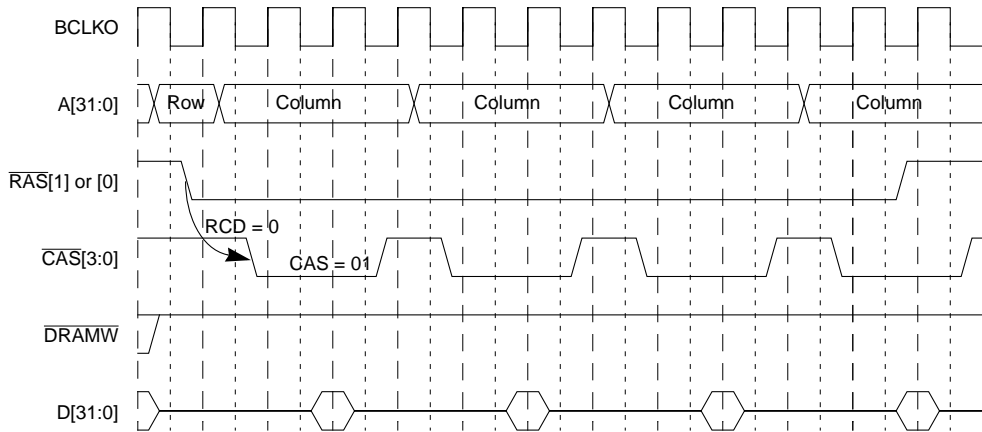 BCLKO
A[31:0] Row Column Column Column Column
RAS[1] or [0]
RCD = 0
CAS[3:0]
CAS = 01
DRAMW
D[31:0]